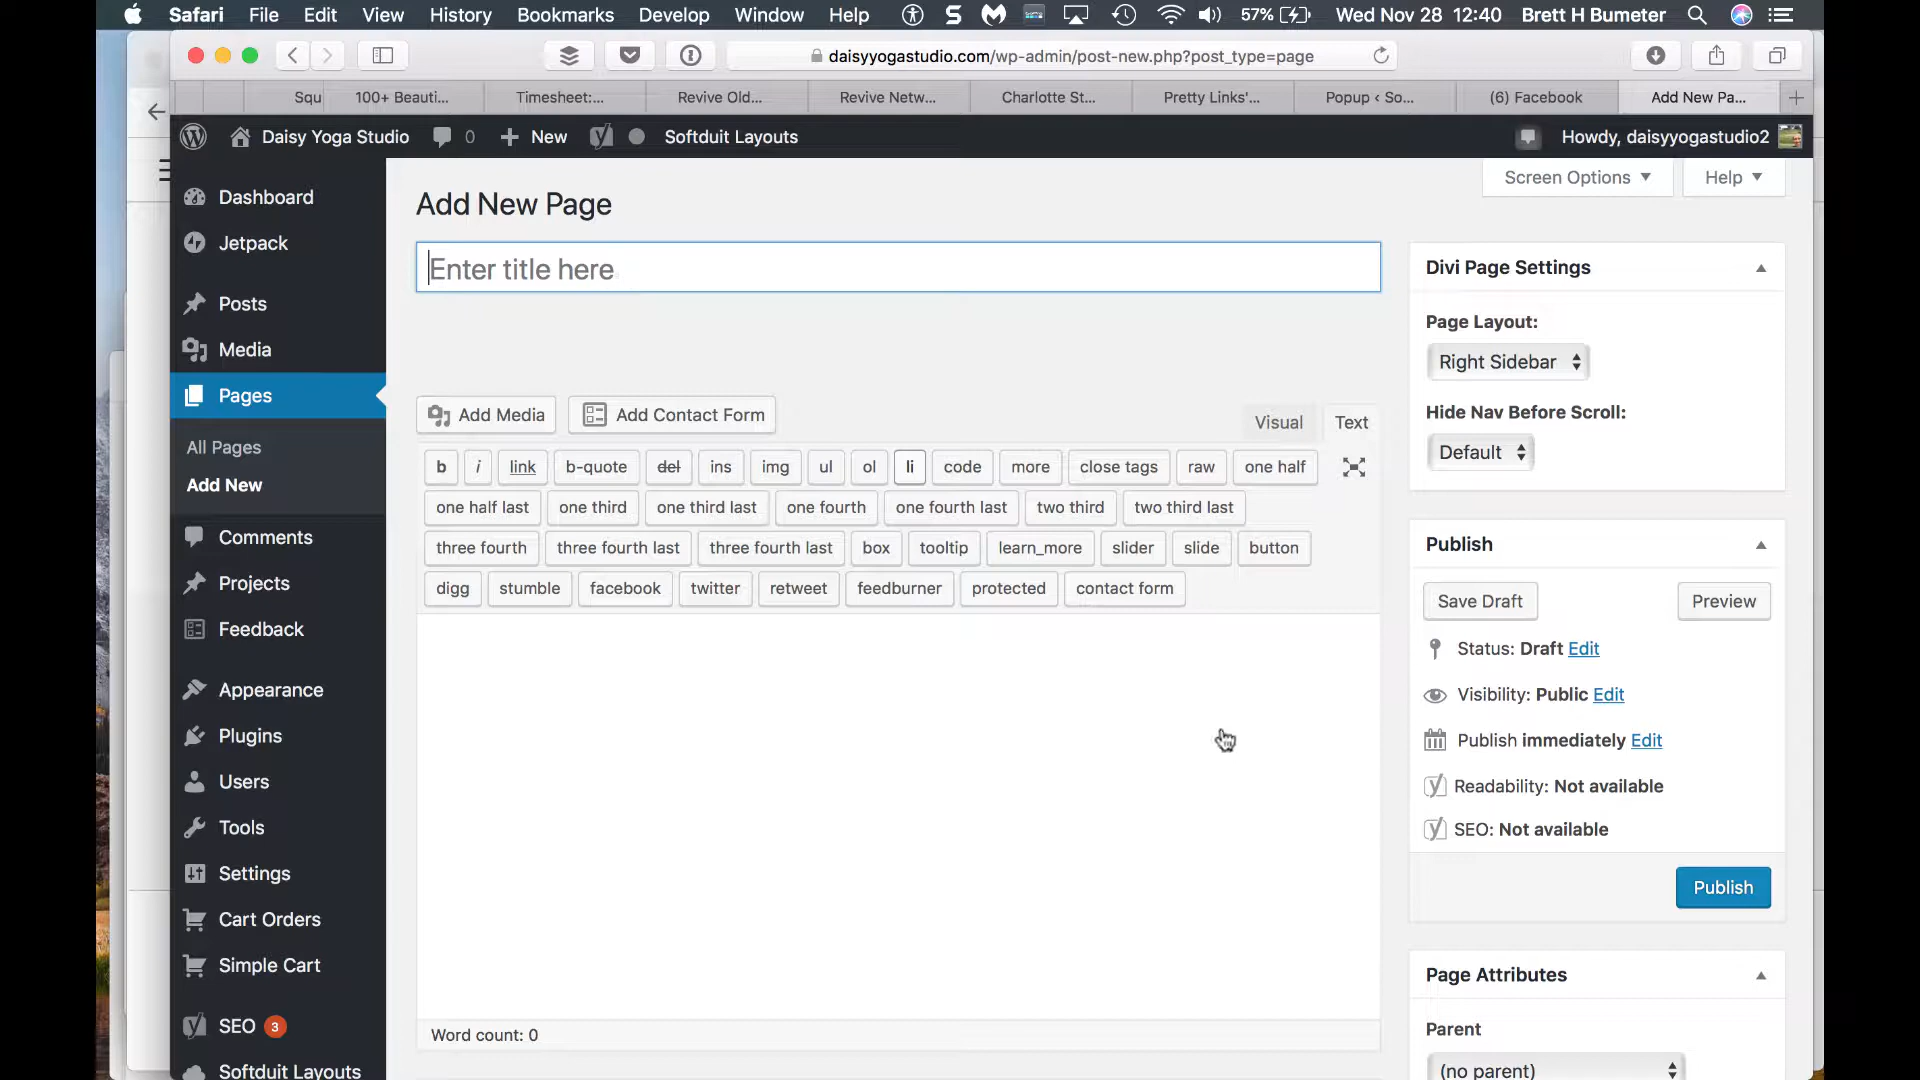 Safari File Edit View History Bookmarks Develop Window Help 57% Wed Nov 28 12:40 Brett H Bumeter
daisyyogastudio.com/wp-admin/post-new.php?post_type=page
Squ 100+ Beauti... Timesheet:... Revive Old... Revive Netw... Charlotte St... Pretty Links'... Popup ‹ So... (6) Facebook Add New Pa...
Daisy Yoga Studio 0 New Softduit Layouts Howdy, daisyyogastudio2
Screen Options Help
Dashboard
Jetpack
Posts
Media
Pages
All Pages
Add New
Comments
Projects
Feedback
Appearance
Plugins
Users
Tools
Settings
Cart Orders
Simple Cart
SEO 3
Softduit Layouts
Add New Page
Enter title here
Add Media Add Contact Form Visual Text
b i link b-quote del ins img ul ol li code more close tags raw one half
one half last one third one third last one fourth one fourth last two third two third last
three fourth three fourth last three fourth last box tooltip learn_more slider slide button
digg stumble facebook twitter retweet feedburner protected contact form
Word count: 0
Divi Page Settings
Page Layout:
Right Sidebar
Hide Nav Before Scroll:
Default
Publish
Save Draft Preview
Status: Draft Edit
Visibility: Public Edit
Publish immediately Edit
Readability: Not available
SEO: Not available
Publish
Page Attributes
Parent
(no parent)